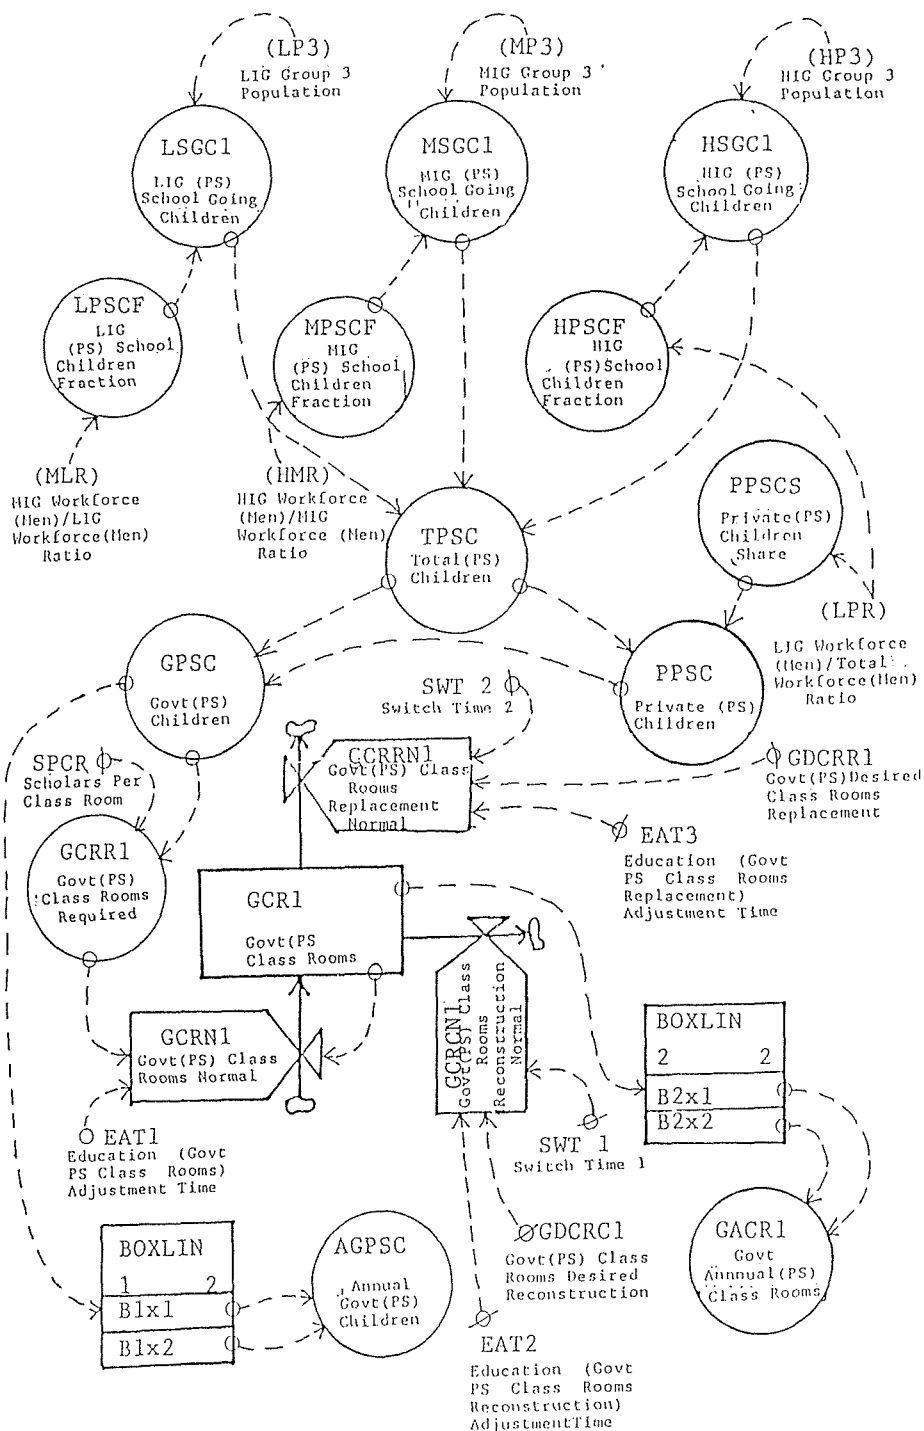 (LP3)
LIG Group 3
Population
(MP3)
MIG Group 3
Population
(HP3)
HIG Group 3
Population
LSGC1
LIG (PS)
School Going
Children
MSGC1
MIG (PS)
School Going
Children
HSGC1
HIG (PS)
School Going
Children
LPSCF
LIG
(PS) School
Children
Fraction
MPSCF
MIG
(PS) School
Children
Fraction
HPSCF
HIG
(PS)School
Children
Fraction
(MLR)
MIG Workforce
(Men)/LIG
Workforce(Men)
Ratio
(HMR)
HIG Workforce
(Men)/MIG
Workforce (Men)
Ratio
TPSC
Total(PS)
Children
PPSCS
Private(PS)
Children
Share
(LPR)
LIG Workforce
(Men)/Total
Workforce(Men)
Ratio
GPSC
Govt(PS)
Children
PPSC
Private (PS)
Children
SWT 2
Switch Time 2
SPCR
Scholars Per
Class Room
GCRRN1
Govt(PS) Class
Rooms
Replacement
Normal
GDCRR1
Govt(PS)Desired
Class Rooms
Replacement
EAT3
Education (Govt
PS Class Rooms
Replacement)
Adjustment Time
GCRR1
Govt(PS)
Class Rooms
Required
GCR1
Govt(PS
Class Rooms
GCRN1
Govt(PS) Class
Rooms Normal
GCRCN1
Govt(PS) Class
Rooms
Reconstruction
Normal
BOXLIN
2 2
B2x1
B2x2
EAT1
Education (Govt
PS Class Rooms)
Adjustment Time
SWT 1
Switch Time 1
GDCRC1
Govt(PS) Class
Rooms Desired
Reconstruction
GACR1
Govt
Annnual(PS)
Class Rooms
BOXLIN
1 2
B1x1
B1x2
AGPSC
Annual
Govt(PS)
Children
EAT2
Education (Govt
PS Class Rooms
Reconstruction)
AdjustmentTime